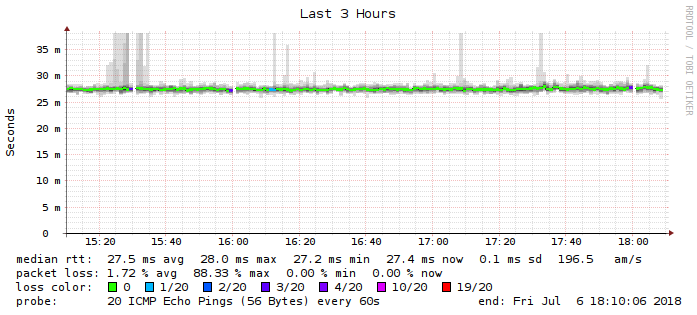 Last 3 Hours
RRDTOOL / TOBI OETIKER
Seconds
35 m
30 m
25 m
20 m
15 m
10 m
5 m
0
15:20 15:40 16:00 16:20 16:40 17:00 17:20 17:40 18:00
median rtt: 27.5 ms avg 28.0 ms max 27.2 ms min 27.4 ms now 0.1 ms sd 196.5 am/s
packet loss: 1.72 % avg 88.33 % max 0.00 % min 0.00 % now
loss color: 0 1/20 2/20 3/20 4/20 10/20 19/20
probe: 20 ICMP Echo Pings (56 Bytes) every 60s end: Fri Jul 6 18:10:06 2018